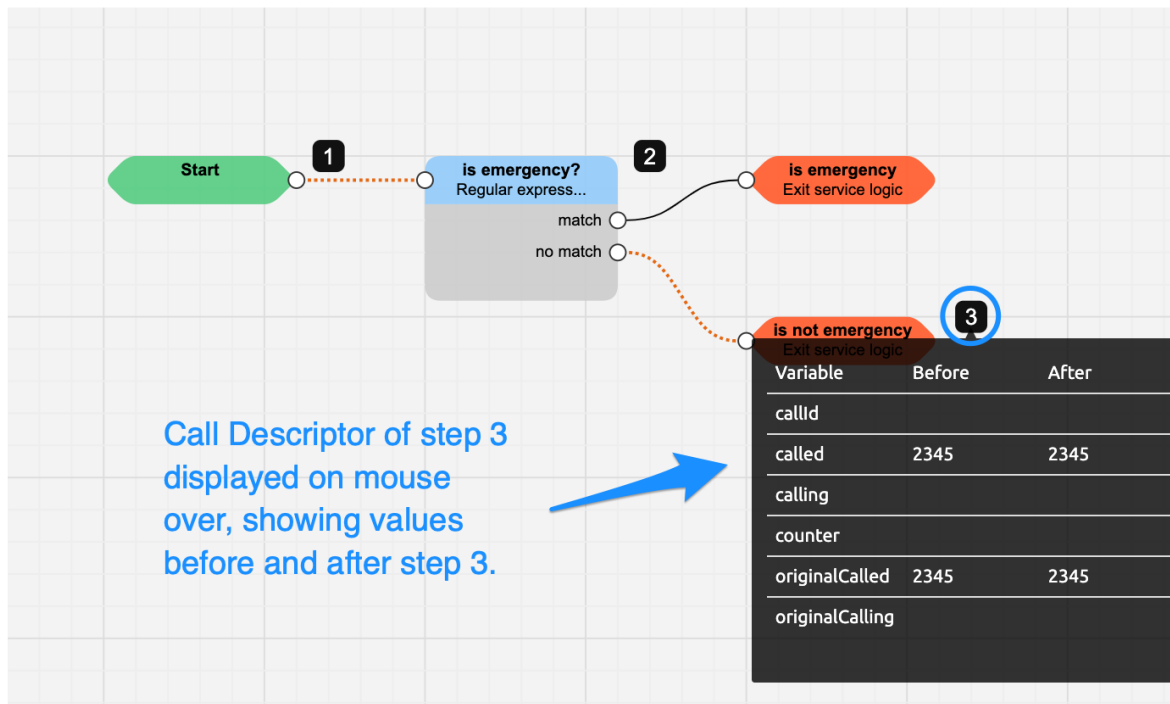 Start
1
is emergency?
Regular express...
match
no match
2
is emergency
Exit service logic
3
is not emergency
Exit service logic
Variable Before After
callId
called 2345 2345
calling
counter
originalCalled 2345 2345
originalCalling
Call Descriptor of step 3
displayed on mouse
over, showing values
before and after step 3.